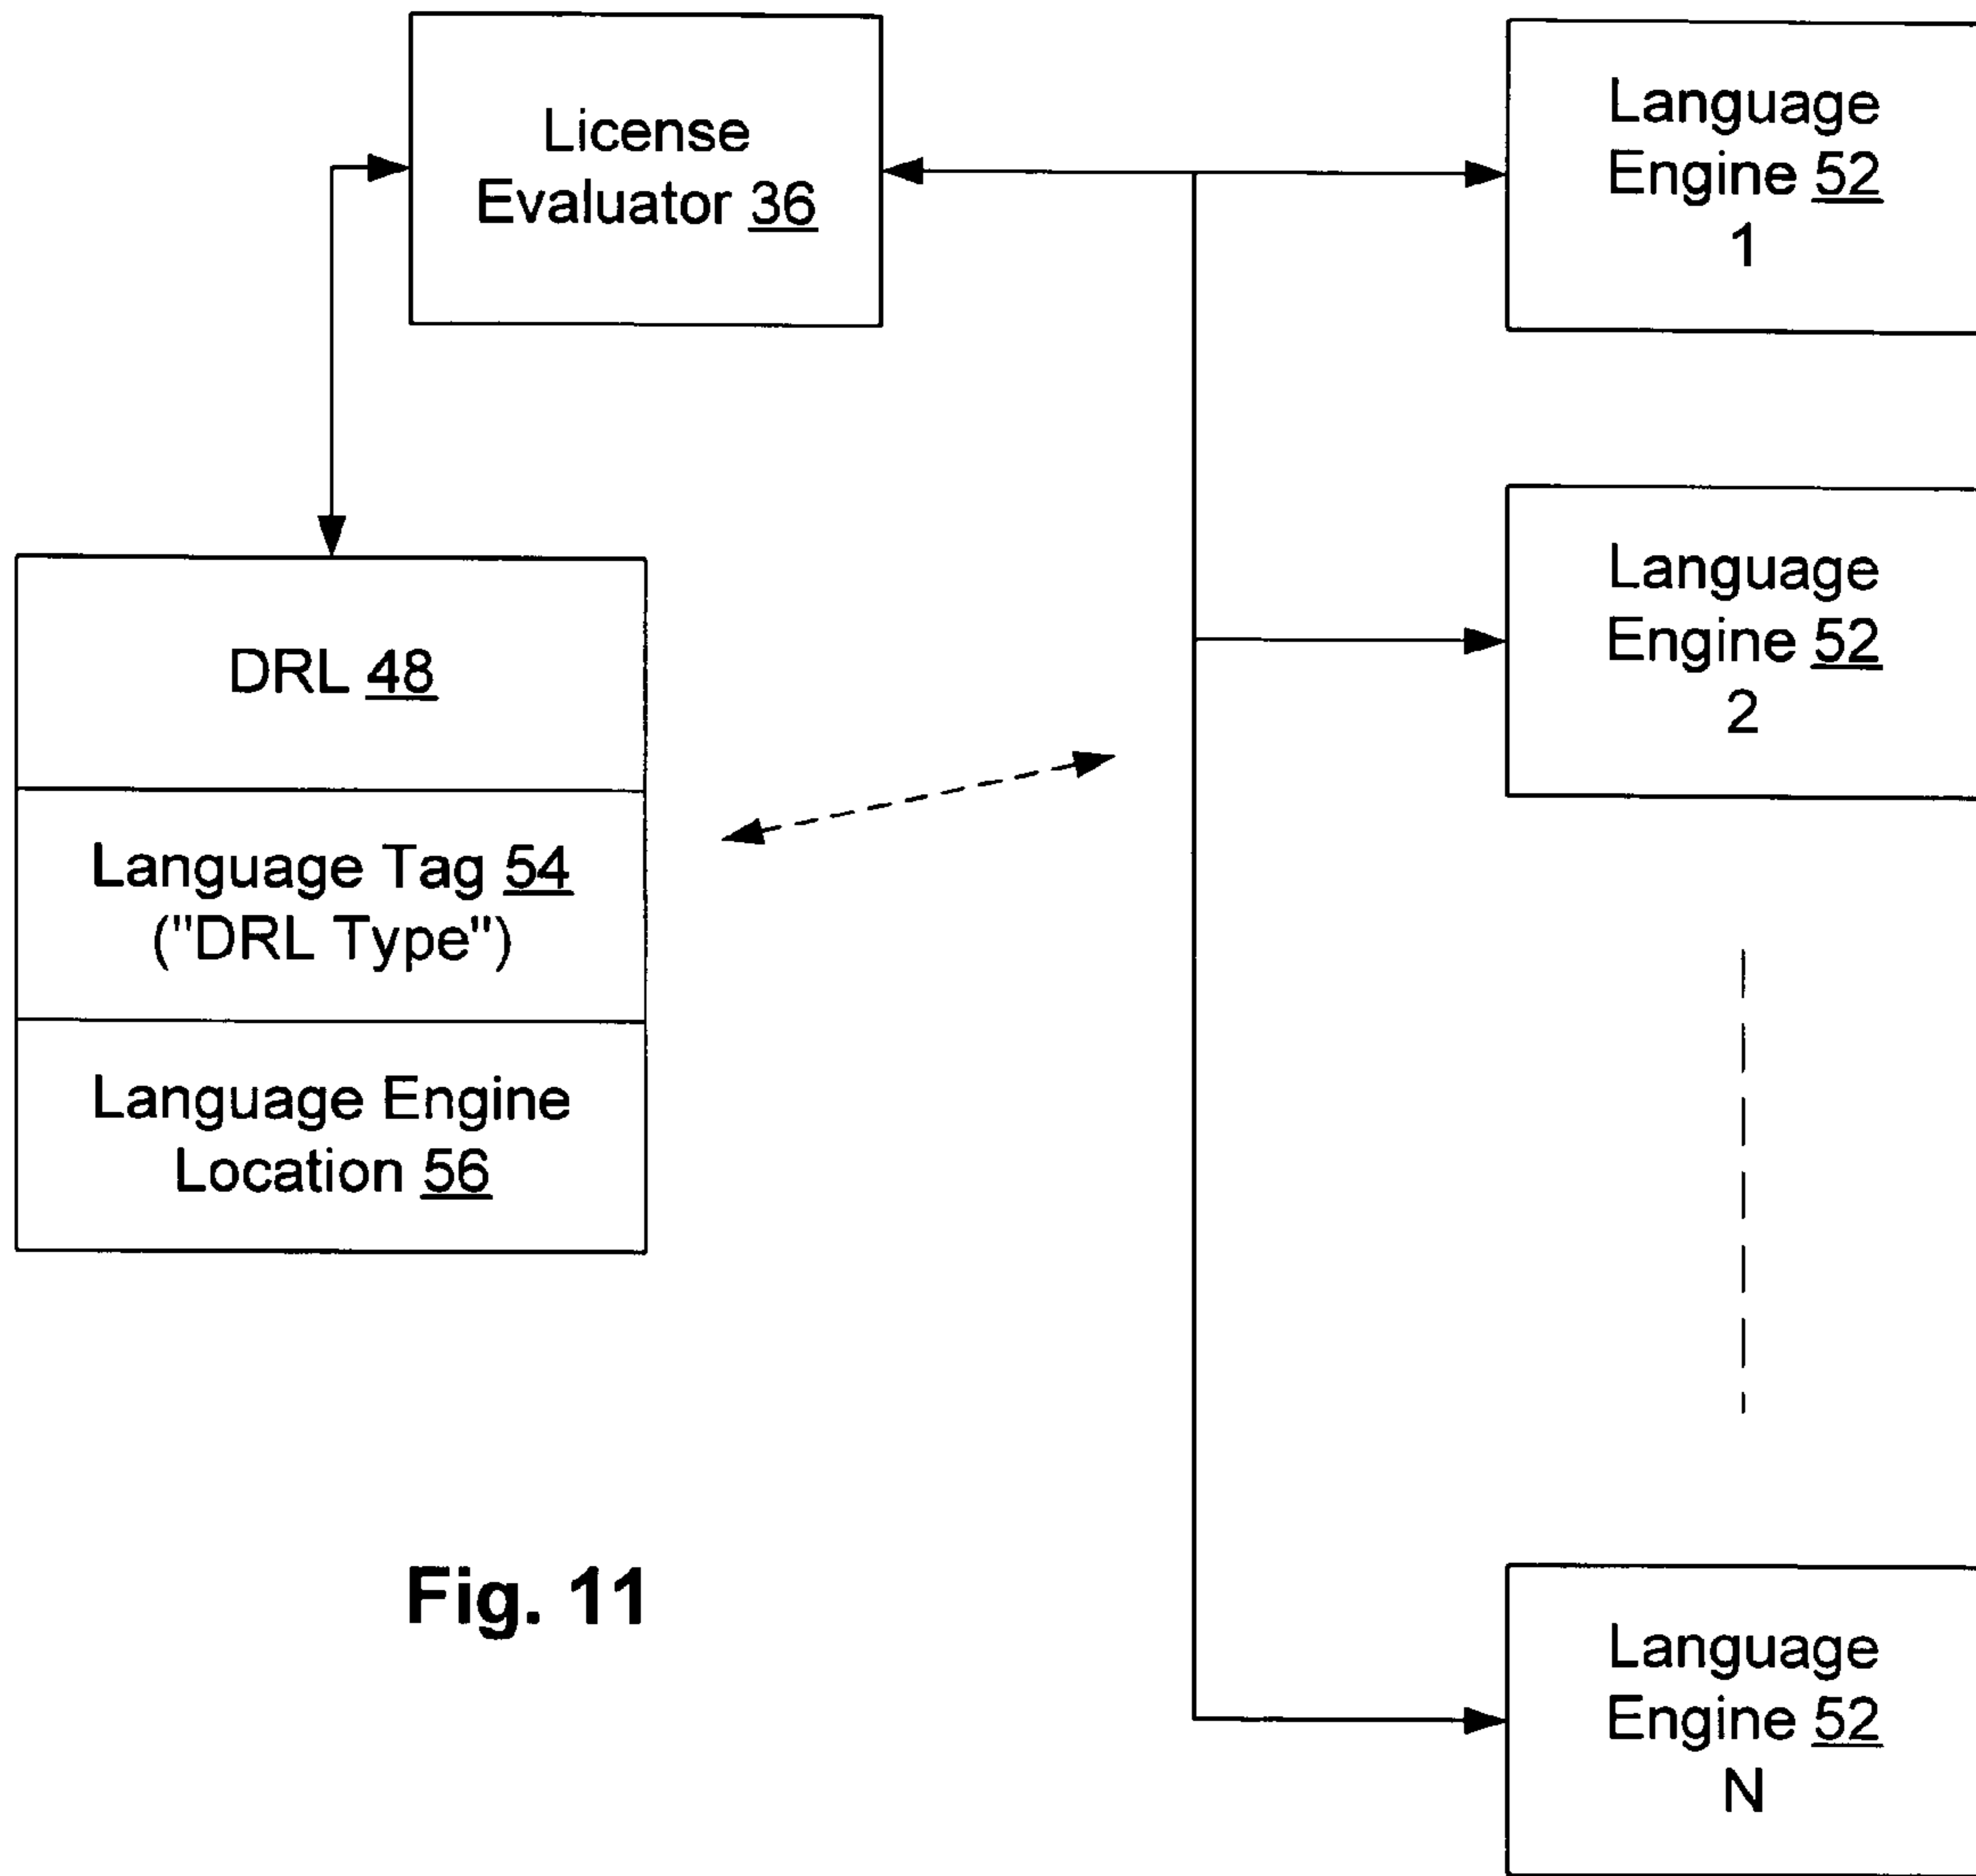 License
Evaluator 36
Language
Engine 52
1
Language
Engine 52
2
DRL 48
Language Tag 54
("DRL Type")
Language Engine
Location 56
Fig. 11
Language
Engine 52
N